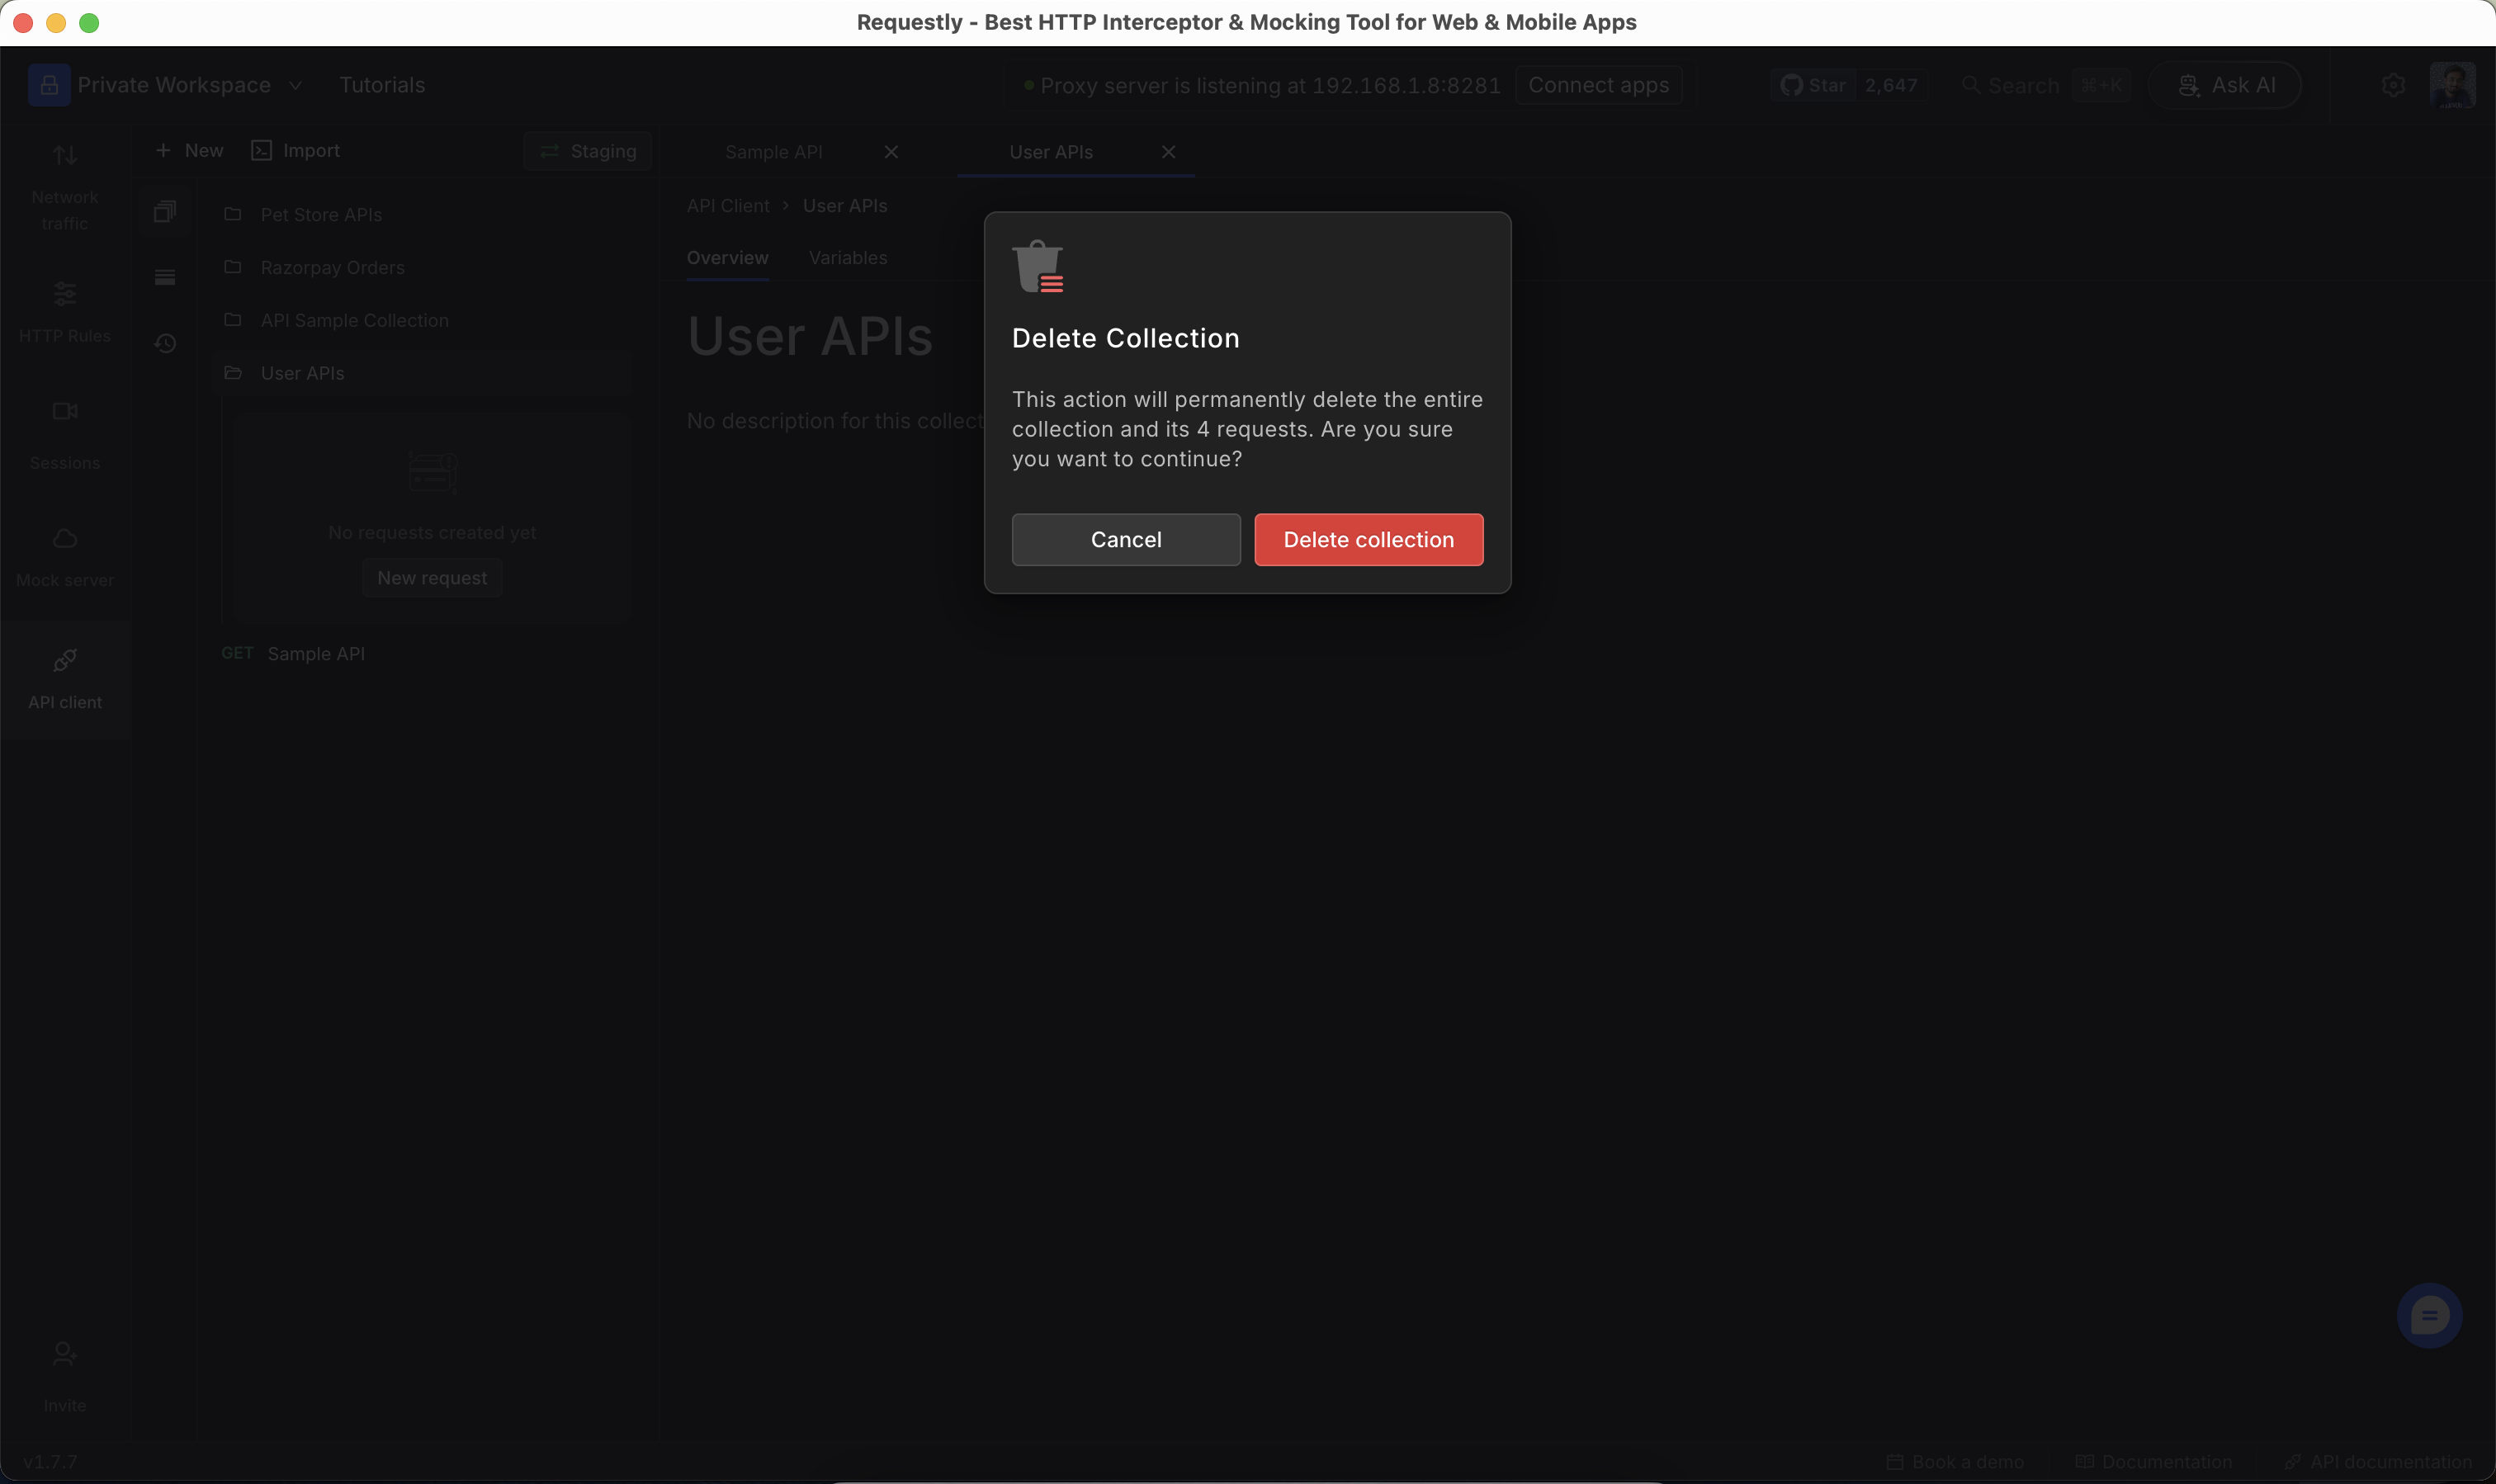 Requestly - Best HTTP Interceptor & Mocking Tool for Web & Mobile Apps
Private Workspace
Tutorials
Proxy server is listening at 192.168.1.8:8281
Connect apps
Star
2,647
Search
⌘+K
Ask AI
Network
traffic
HTTP Rules
Sessions
Mock server
API client
Invite
New
Import
Staging
Pet Store APIs
Razorpay Orders
API Sample Collection
User APIs
No requests created yet
New request
GET Sample API
Sample API
User APIs
API Client > User APIs
Overview
Variables
User APIs
No description for this collect
Delete Collection
This action will permanently delete the entire
collection and its 4 requests. Are you sure
you want to continue?
Cancel
Delete collection
v1.7.7
Book a demo
Documentation
API documentation